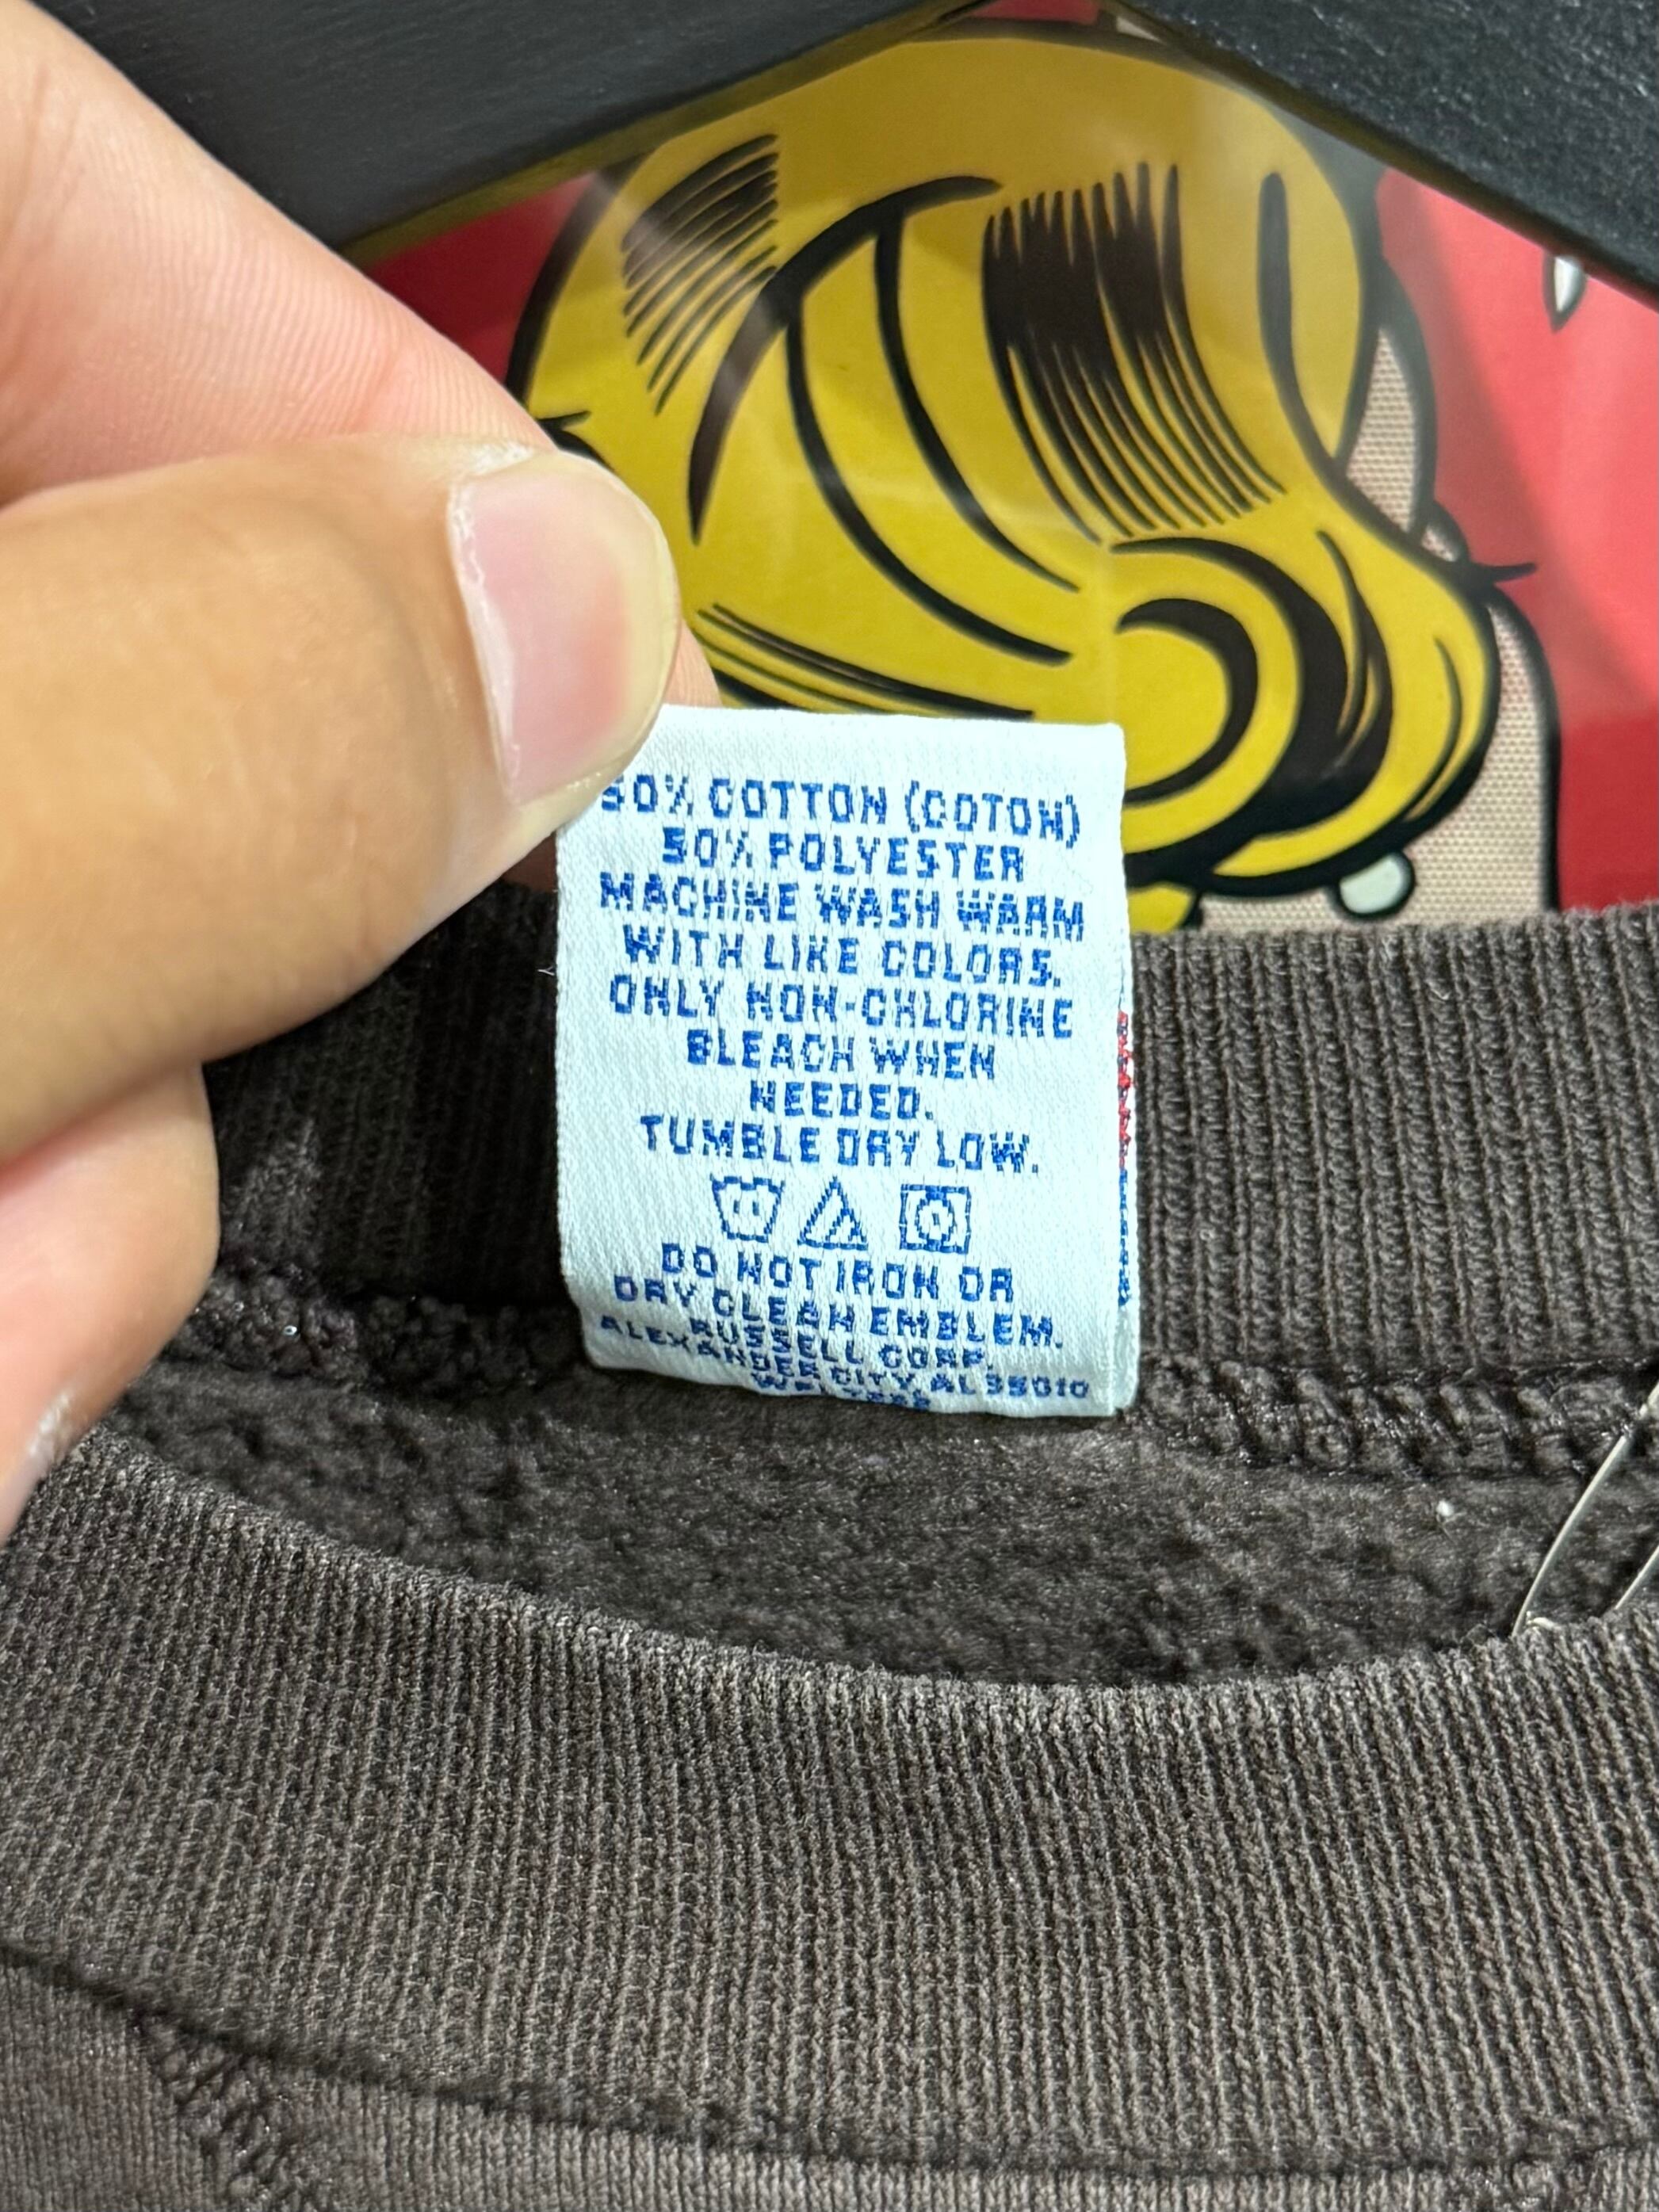 50% COTTON (COTON)
50% POLYESTER
MACHINE WASH WARM
WITH LIKE COLORS.
ONLY NON-CHLORINE
BLEACH WHEN
NEEDED.
TUMBLE DRY LOW.
DO NOT IRON OR
DRY CLEAN EMBLEM.
RUSSELL CORP.
ALEXANDER CITY, AL 35010